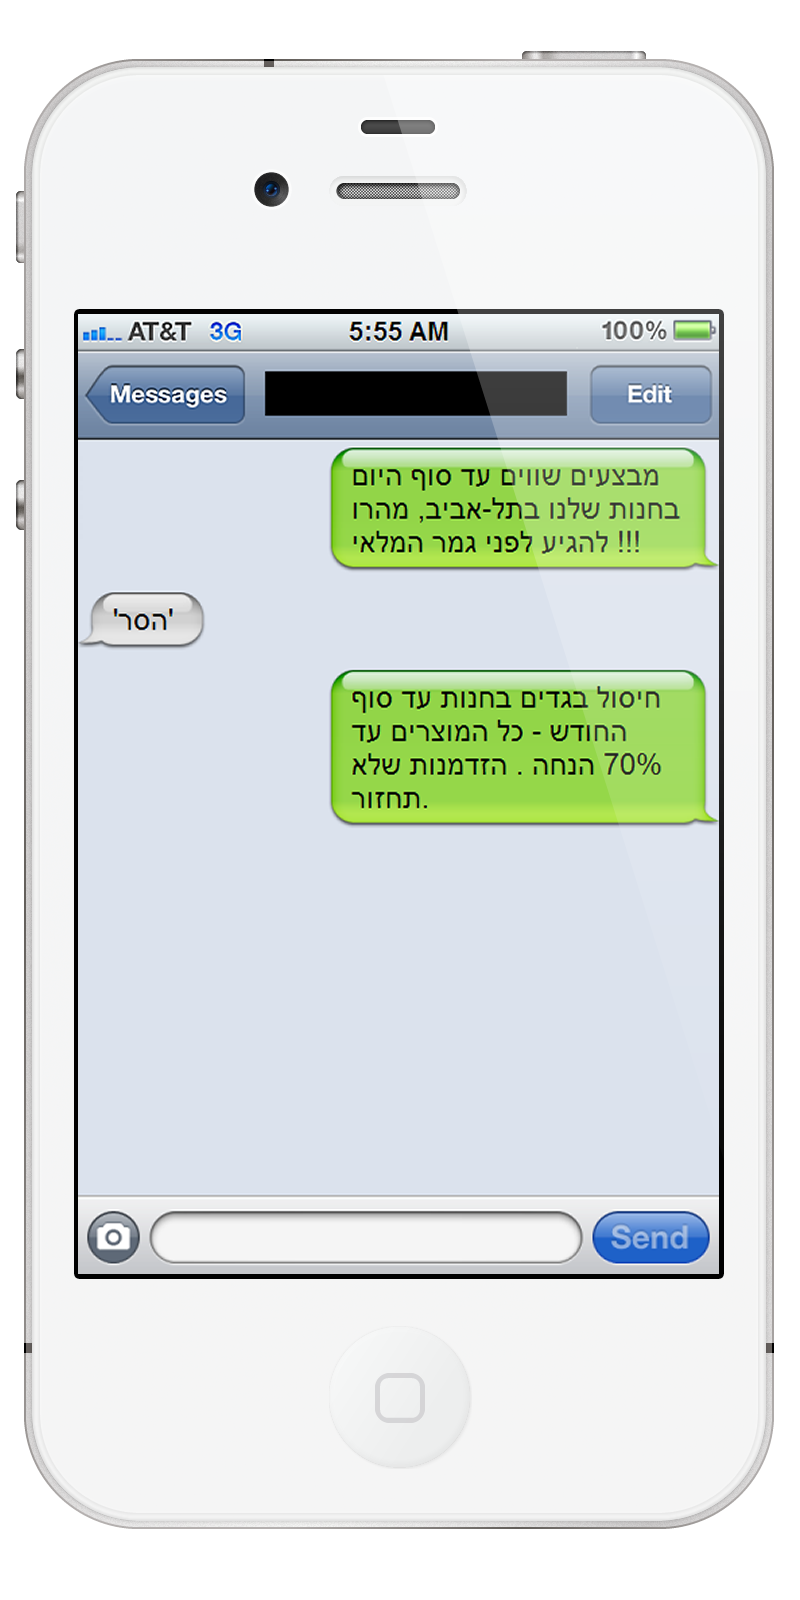 AT&T 3G 5:55 AM 100%
Messages Edit
מבצעים שווים עד סוף היום
בחנות שלנו בתל-אביב, מהרו
להגיע לפני גמר המלאי !!!
'הסר'
חיסול בגדים בחנות עד סוף
החודש - כל המוצרים עד
70% הנחה . הזדמנות שלא
תחזור.
Send